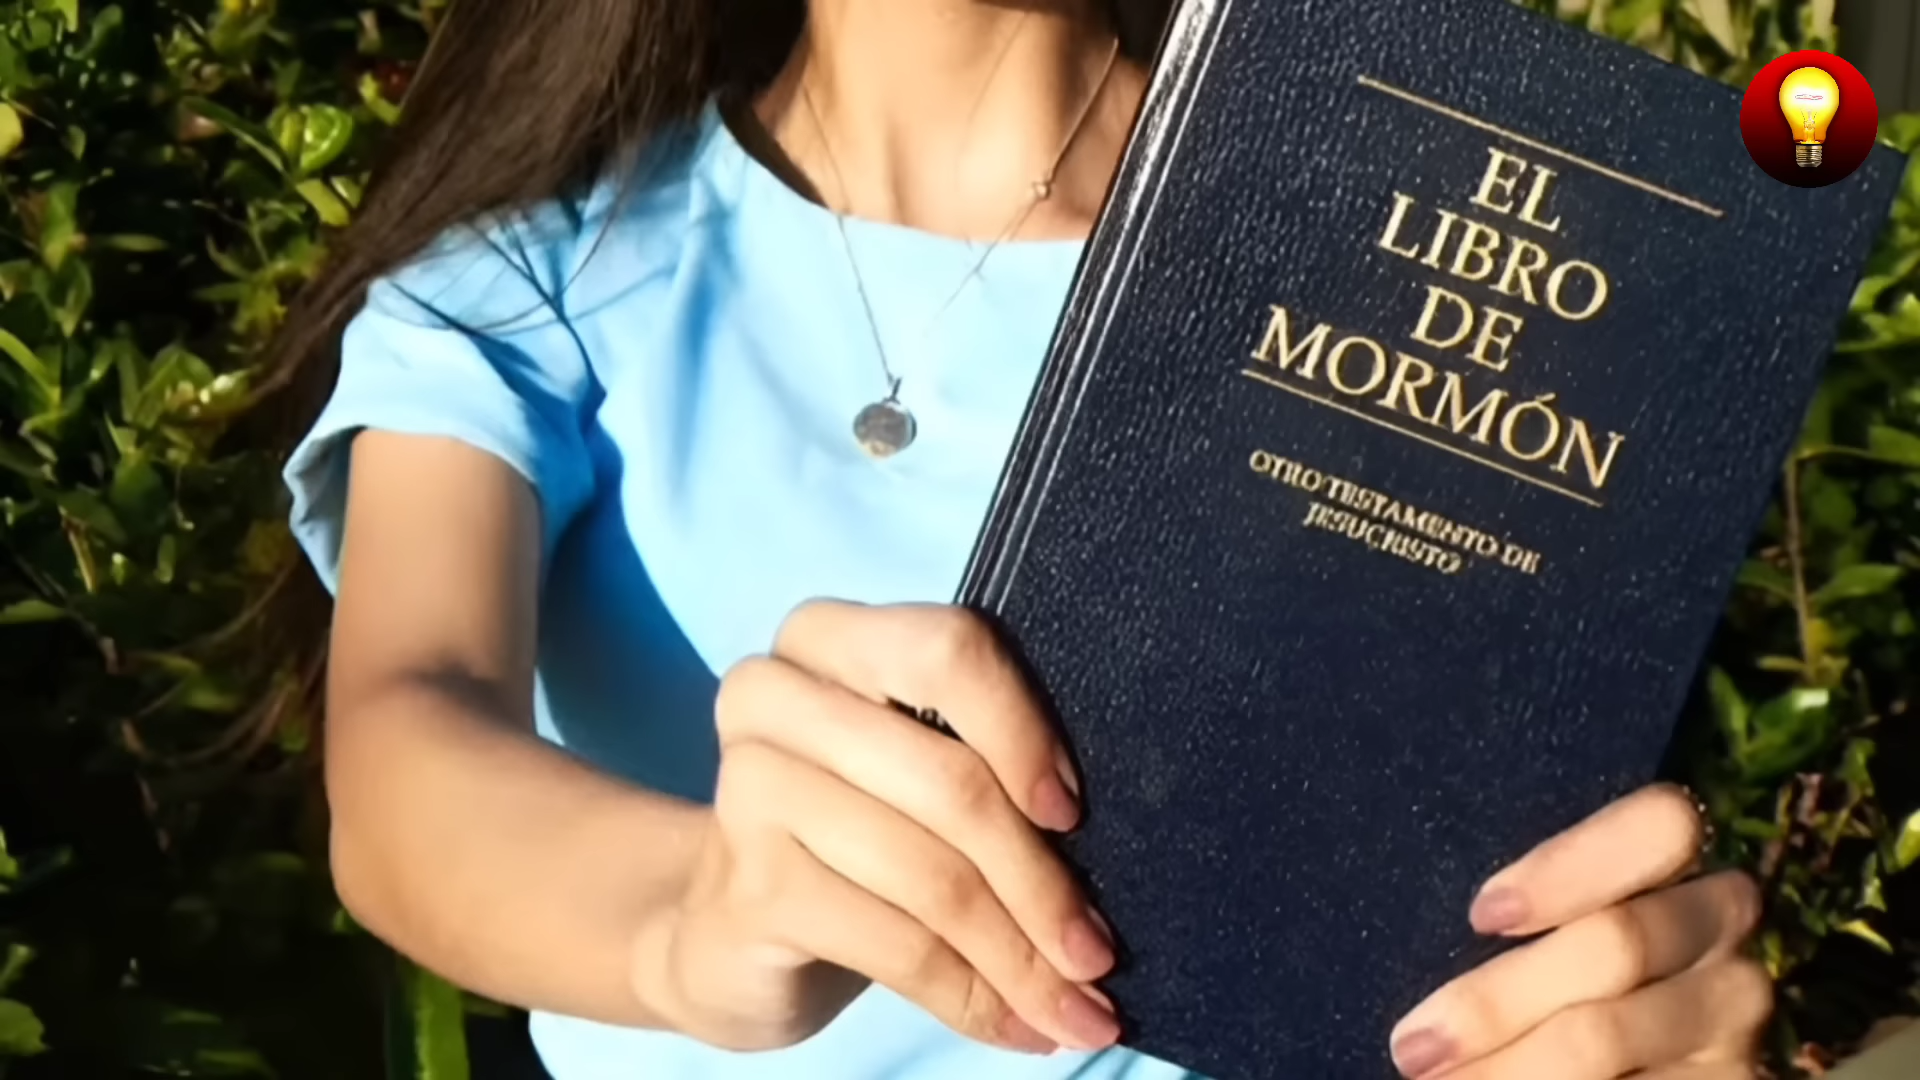 EL
LIBRO
DE
MORMÓN
OTRO TESTAMENTO DE
JESUCRISTO